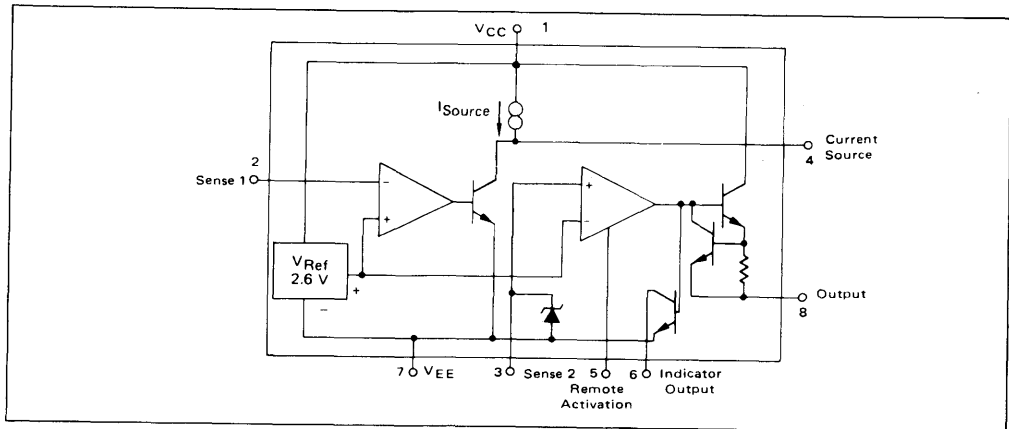 VCC 1
ISource
Current
Source
4
2
Sense 1
−
+
+
−
VRef
2.6 V
+
−
Output
8
7 VEE
3 Sense 2
5
Remote
Activation
6 Indicator
Output